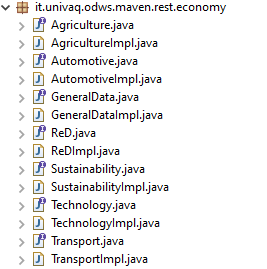 it.univaq.odws.maven.rest.economy
Agriculture.java
AgricultureImpl.java
Automotive.java
AutomotiveImpl.java
GeneralData.java
GeneralDataImpl.java
ReD.java
ReDImpl.java
Sustainability.java
SustainabilityImpl.java
Technology.java
TechnologyImpl.java
Transport.java
TransportImpl.java